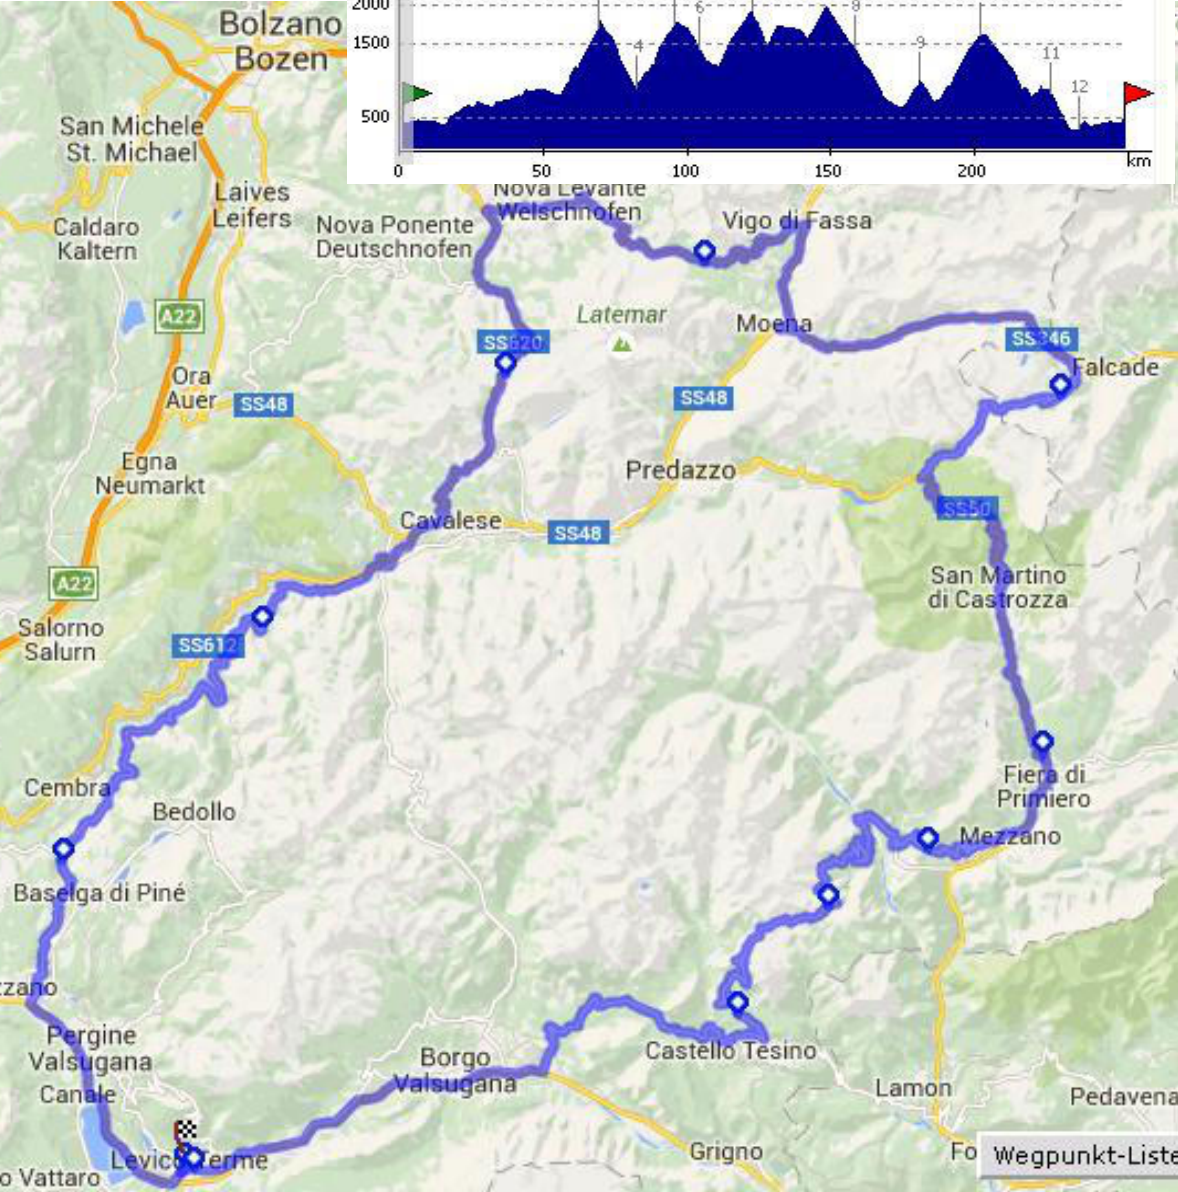 Bolzano
Bozen
2000
1500
500
6
8
4
9
11
12
0
50
100
150
200
km
San Michele
St. Michael
Laives
Leifers
Caldaro
Kaltern
Nova Ponente
Deutschnofen
Nova Levante
Welschnofen
Vigo di Fassa
A22
Latemar
Moena
SS620
SS346
Falcade
Ora
Auer
SS48
SS48
Egna
Neumarkt
Predazzo
Cavalese
SS48
SS50
A22
San Martino
di Castrozza
Salorno
Salurn
SS612
Cembra
Bedollo
Fiera di
Primiero
Mezzano
Baselga di Piné
zzano
Pergine
Valsugana
Canale
Borgo
Valsugana
Castello Tesino
Lamon
Pedavena
Levico Terme
o Vattaro
Grigno
Fo
Wegpunkt-Liste